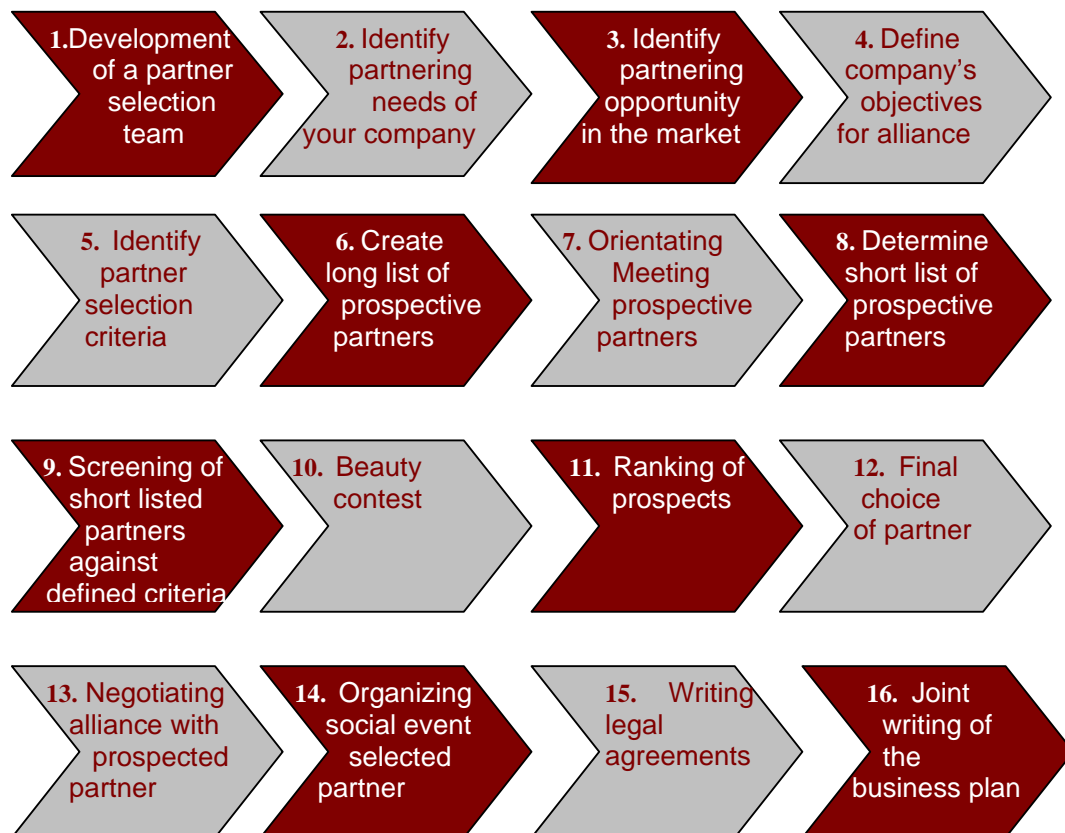 1.Development
of a partner
selection
team
2. Identify
partnering
needs of
your company
3. Identify
partnering
opportunity
in the market
4. Define
company's
objectives
for alliance
5. Identify
partner
selection
criteria
6. Create
long list of
prospective
partners
7. Orientating
Meeting
prospective
partners
8. Determine
short list of
prospective
partners
9. Screening of
short listed
partners
against
defined criteria
10. Beauty
contest
11. Ranking of
prospects
12. Final
choice
of partner
13. Negotiating
alliance with
prospected
partner
14. Organizing
social event
selected
partner
15. Writing
legal
agreements
16. Joint
writing of
the
business plan